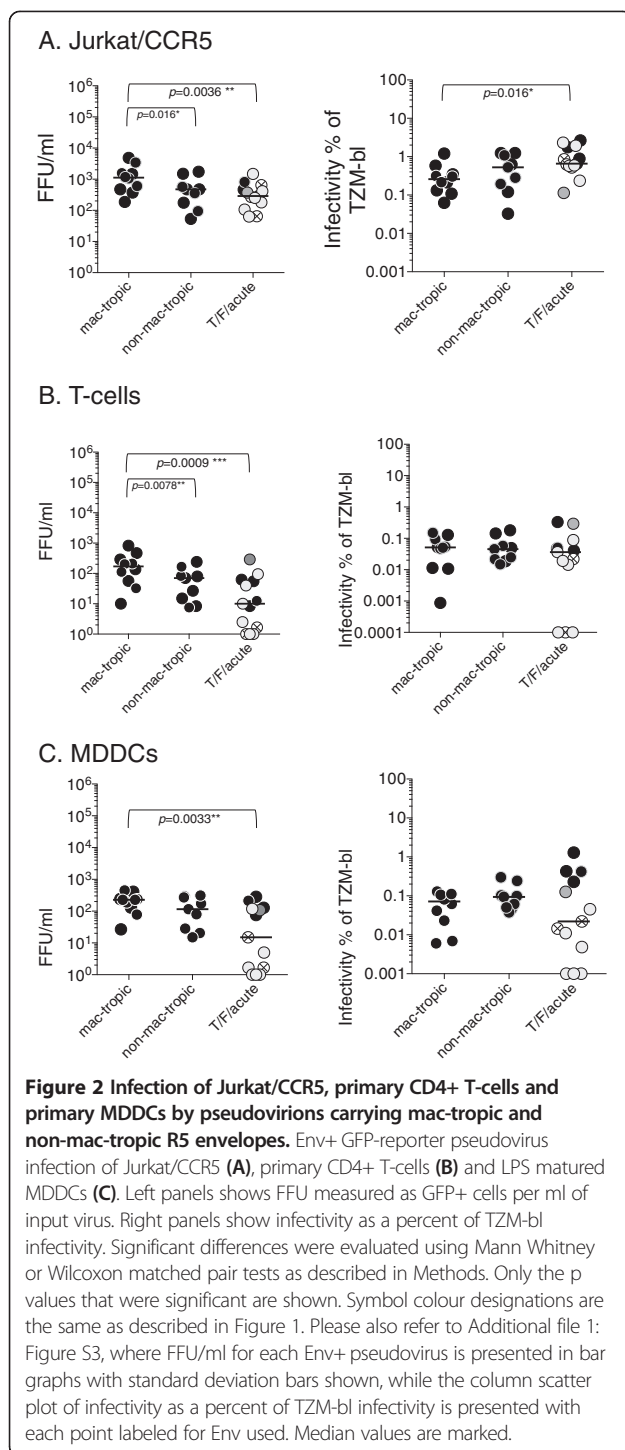 A. Jurkat/CCR5
p=0.0036 **
p=0.016*
FFU/ml
10⁶
10⁵
10⁴
10³
10²
10¹
10⁰
mac-tropic
non-mac-tropic
T/F/acute
p=0.016*
Infectivity % of
TZM-bl
100
10
1
0.1
0.01
0.001
mac-tropic
non-mac-tropic
T/F/acute
B. T-cells
p=0.0009 ***
p=0.0078**
FFU/ml
10⁶
10⁵
10⁴
10³
10²
10¹
10⁰
mac-tropic
non-mac-tropic
T/F/acute
Infectivity % of TZM-bl
100
10
1
0.1
0.01
0.001
0.0001
mac-tropic
non-mac-tropic
T/F/acute
C. MDDCs
p=0.0033**
FFU/ml
10⁶
10⁵
10⁴
10³
10²
10¹
10⁰
mac-tropic
non-mac-tropic
T/F/acute
Infectivity % of TZM-bl
100
10
1
0.1
0.01
0.001
mac-tropic
non-mac-tropic
T/F/acute
Figure 2 Infection of Jurkat/CCR5, primary CD4+ T-cells and
primary MDDCs by pseudovirions carrying mac-tropic and
non-mac-tropic R5 envelopes. Env+ GFP-reporter pseudovirus
infection of Jurkat/CCR5 (A), primary CD4+ T-cells (B) and LPS matured
MDDCs (C). Left panels shows FFU measured as GFP+ cells per ml of
input virus. Right panels show infectivity as a percent of TZM-bl
infectivity. Significant differences were evaluated using Mann Whitney
or Wilcoxon matched pair tests as described in Methods. Only the p
values that were significant are shown. Symbol colour designations are
the same as described in Figure 1. Please also refer to Additional file 1:
Figure S3, where FFU/ml for each Env+ pseudovirus is presented in bar
graphs with standard deviation bars shown, while the column scatter
plot of infectivity as a percent of TZM-bl infectivity is presented with
each point labeled for Env used. Median values are marked.